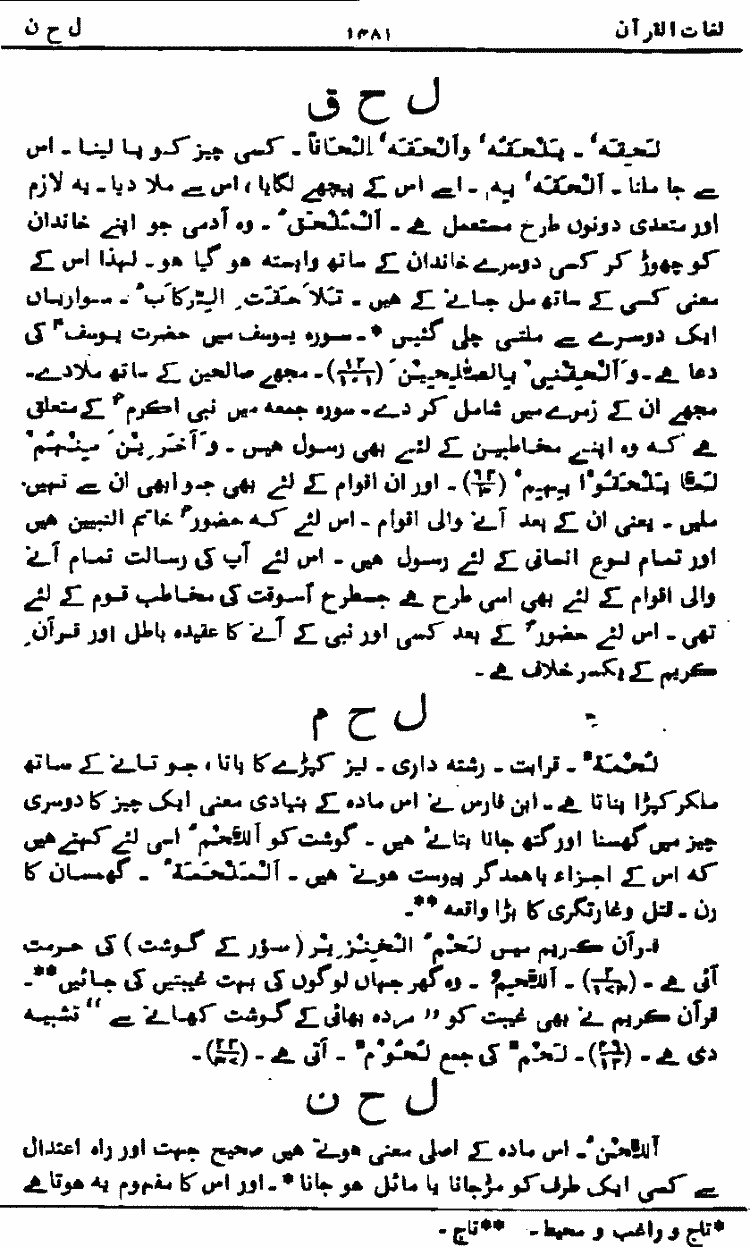 لغات القرآن ۱۴۸۱ ل ح ن
ل ح ق
لَحِقَہٗ ۔ یَلْحَقُہٗ وَاَلْحَقَہٗ اِلْحَاقاً ۔ کسی چیز کو پا لینا ۔ اس
سے جا ملنا ۔ اَلْحَقَہٗ بِہٖ ۔ اسے اس کے پیچھے لگایا ، اس سے ملا دیا ۔ یہ لازم
اور متعدی دونوں طرح مستعمل ہے ۔ اَلْمُلْحَقُ ۔ وہ آدمی جو اپنے خاندان
کو چھوڑ کر کسی دوسرے خاندان کے ساتھ وابستہ ہو گیا ہو ۔ لہذا اس کے
معنی کسی کے ساتھ مل جانے کے ہیں ۔ تَلاَحَقَتِ الرِّکَابُ ۔ سواریاں
ایک دوسرے سے ملتی چلی گئیں * ۔ سورہ یوسف میں حضرت یوسف ؑ کی
دعا ہے ۔ وَاَلْحِقْنِیْ بِالصّٰلِحِیْنَ (۱۲/۱۰۱) ۔ مجھے صالحین کے ساتھ ملادے ۔
مجھے ان کے زمرے میں شامل کر دے ۔ سورہ جمعہ میں نبی اکرم ؐ کے متعلق
ہے کہ وہ اپنے مخاطبین کے لئے بھی رسول ہیں ۔ وَآخَرِیْنَ مِنْہُمْ
لَمَّا یَلْحَقُوْا بِہِمْ (۶۲/۳) ۔ اور ان اقوام کے لئے بھی جو ابھی ان سے نہیں
ملیں ۔ یعنی ان کے بعد آنے والی اقوام ۔ اس لئے کہ حضور ؐ خاتم النبیین ہیں
اور تمام نوع انسانی کے لئے رسول ہیں ۔ اس لئے آپ کی رسالت تمام آنے
والی اقوام کے لئے بھی اسی طرح ہے جسطرح اسوقت کی مخاطب قوم کے لئے
تھی ۔ اس لئے حضور ؐ کے بعد کسی اور نبی کے آنے کا عقیدہ باطل اور قرآن
کریم کے یکسر خلاف ہے ۔
ل ح م
لُحْمَۃٌ ۔ قرابت ۔ رشتہ داری ۔ نیز کپڑے کا بانا ، جو تانے کے ساتھ
ملکر کپڑا بناتا ہے ۔ ابن فارس نے اس مادہ کے بنیادی معنی ایک چیز کا دوسری
چیز میں گھسنا اور گتھ جانا بتائے ہیں ۔ گوشت کو اَللَّحْمُ اسی لئے کہتے ہیں
کہ اس کے اجزاء باھمدگر پیوست ہوتے ہیں ۔ اَلْمَلْحَمَۃُ ۔ گھمسان کا
رن ۔ قتل و غارتگری کا بڑا واقعہ ** ۔
قرآن کریم میں لَحْمُ الْخِنْزِیْرِ (سؤر کے گوشت) کی حرمت
آئی ہے ۔ (۲/۱۷۳) ۔ اَللَّحِمُ ۔ وہ گھر جہاں لوگوں کی بہت غیبتیں کی جائیں ** ۔
قرآن کریم نے بھی غیبت کو ”مردہ بھائی کے گوشت کھانے سے“ تشبیہ
دی ہے ۔ (۴۹/۱۲) ۔ لَحْمٌ کی جمع لُحُوْمٌ ۔ آتی ہے ۔ (۲۲/۳۷) ۔
ل ح ن
اَللَّحْنُ ۔ اس مادہ کے اصلی معنی ہوتے ہیں صحیح جہت اور راہ اعتدال
سے کسی ایک طرف کو مڑجانا یا مائل ہو جانا * ۔ اور اس کا مفہوم یہ ہوتا ہے
*تاج و راغب و محیط ۔ **تاج ۔